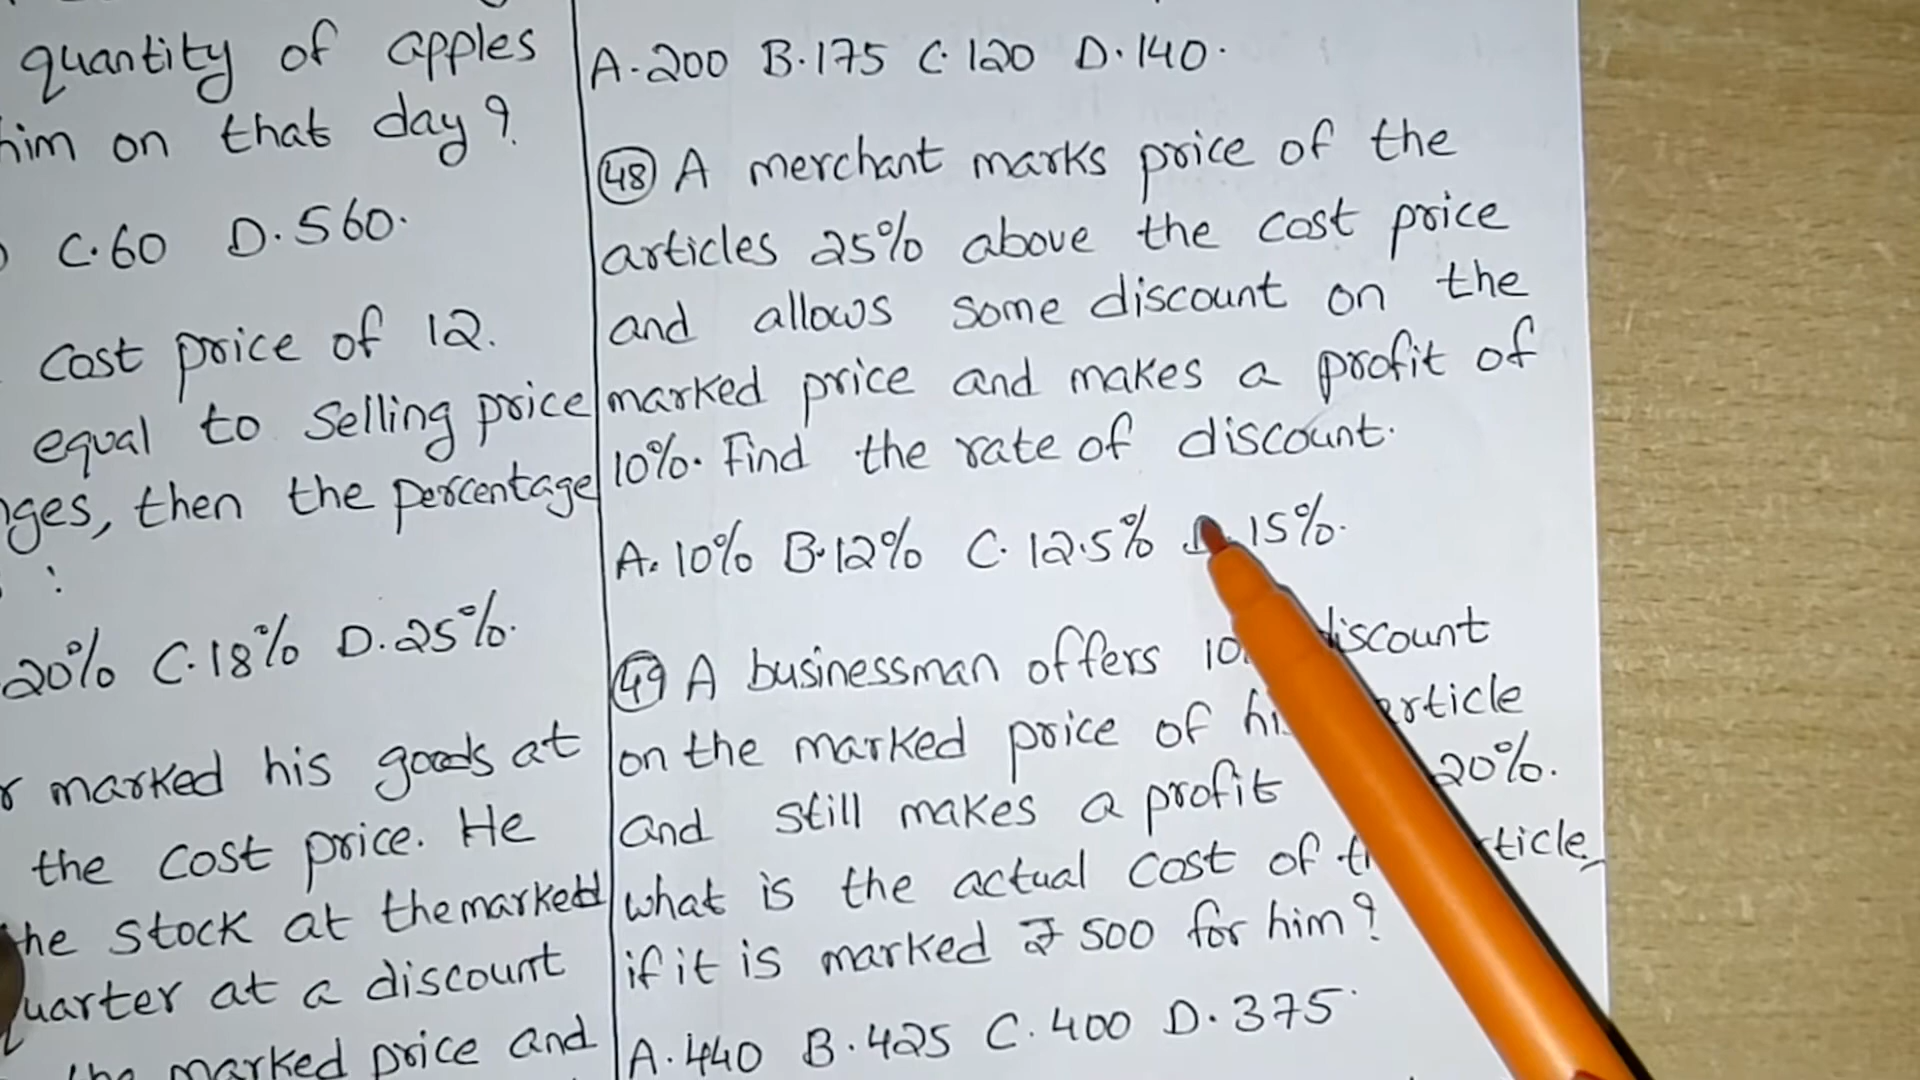 quantity of apples
him on that day?
C.60 D.560.
cost price of 12.
equal to selling price
nges, then the percentage
:
20% C.18% D.25%.
r marked his goods at
the cost price. He
the stock at the marked
uarter at a discount
the marked price and
A.200 B.175 C.120 D.140.
48 A merchant marks price of the
articles 25% above the cost price
and allows some discount on the
marked price and makes a profit of
10%. Find the rate of discount.
A.10% B.12% C.12.5% D.15%.
49 A businessman offers 10 discount
on the marked price of his article
and still makes a profit 20%.
what is the actual cost of article,
if it is marked ₹500 for him?
A.440 B.425 C.400 D.375.